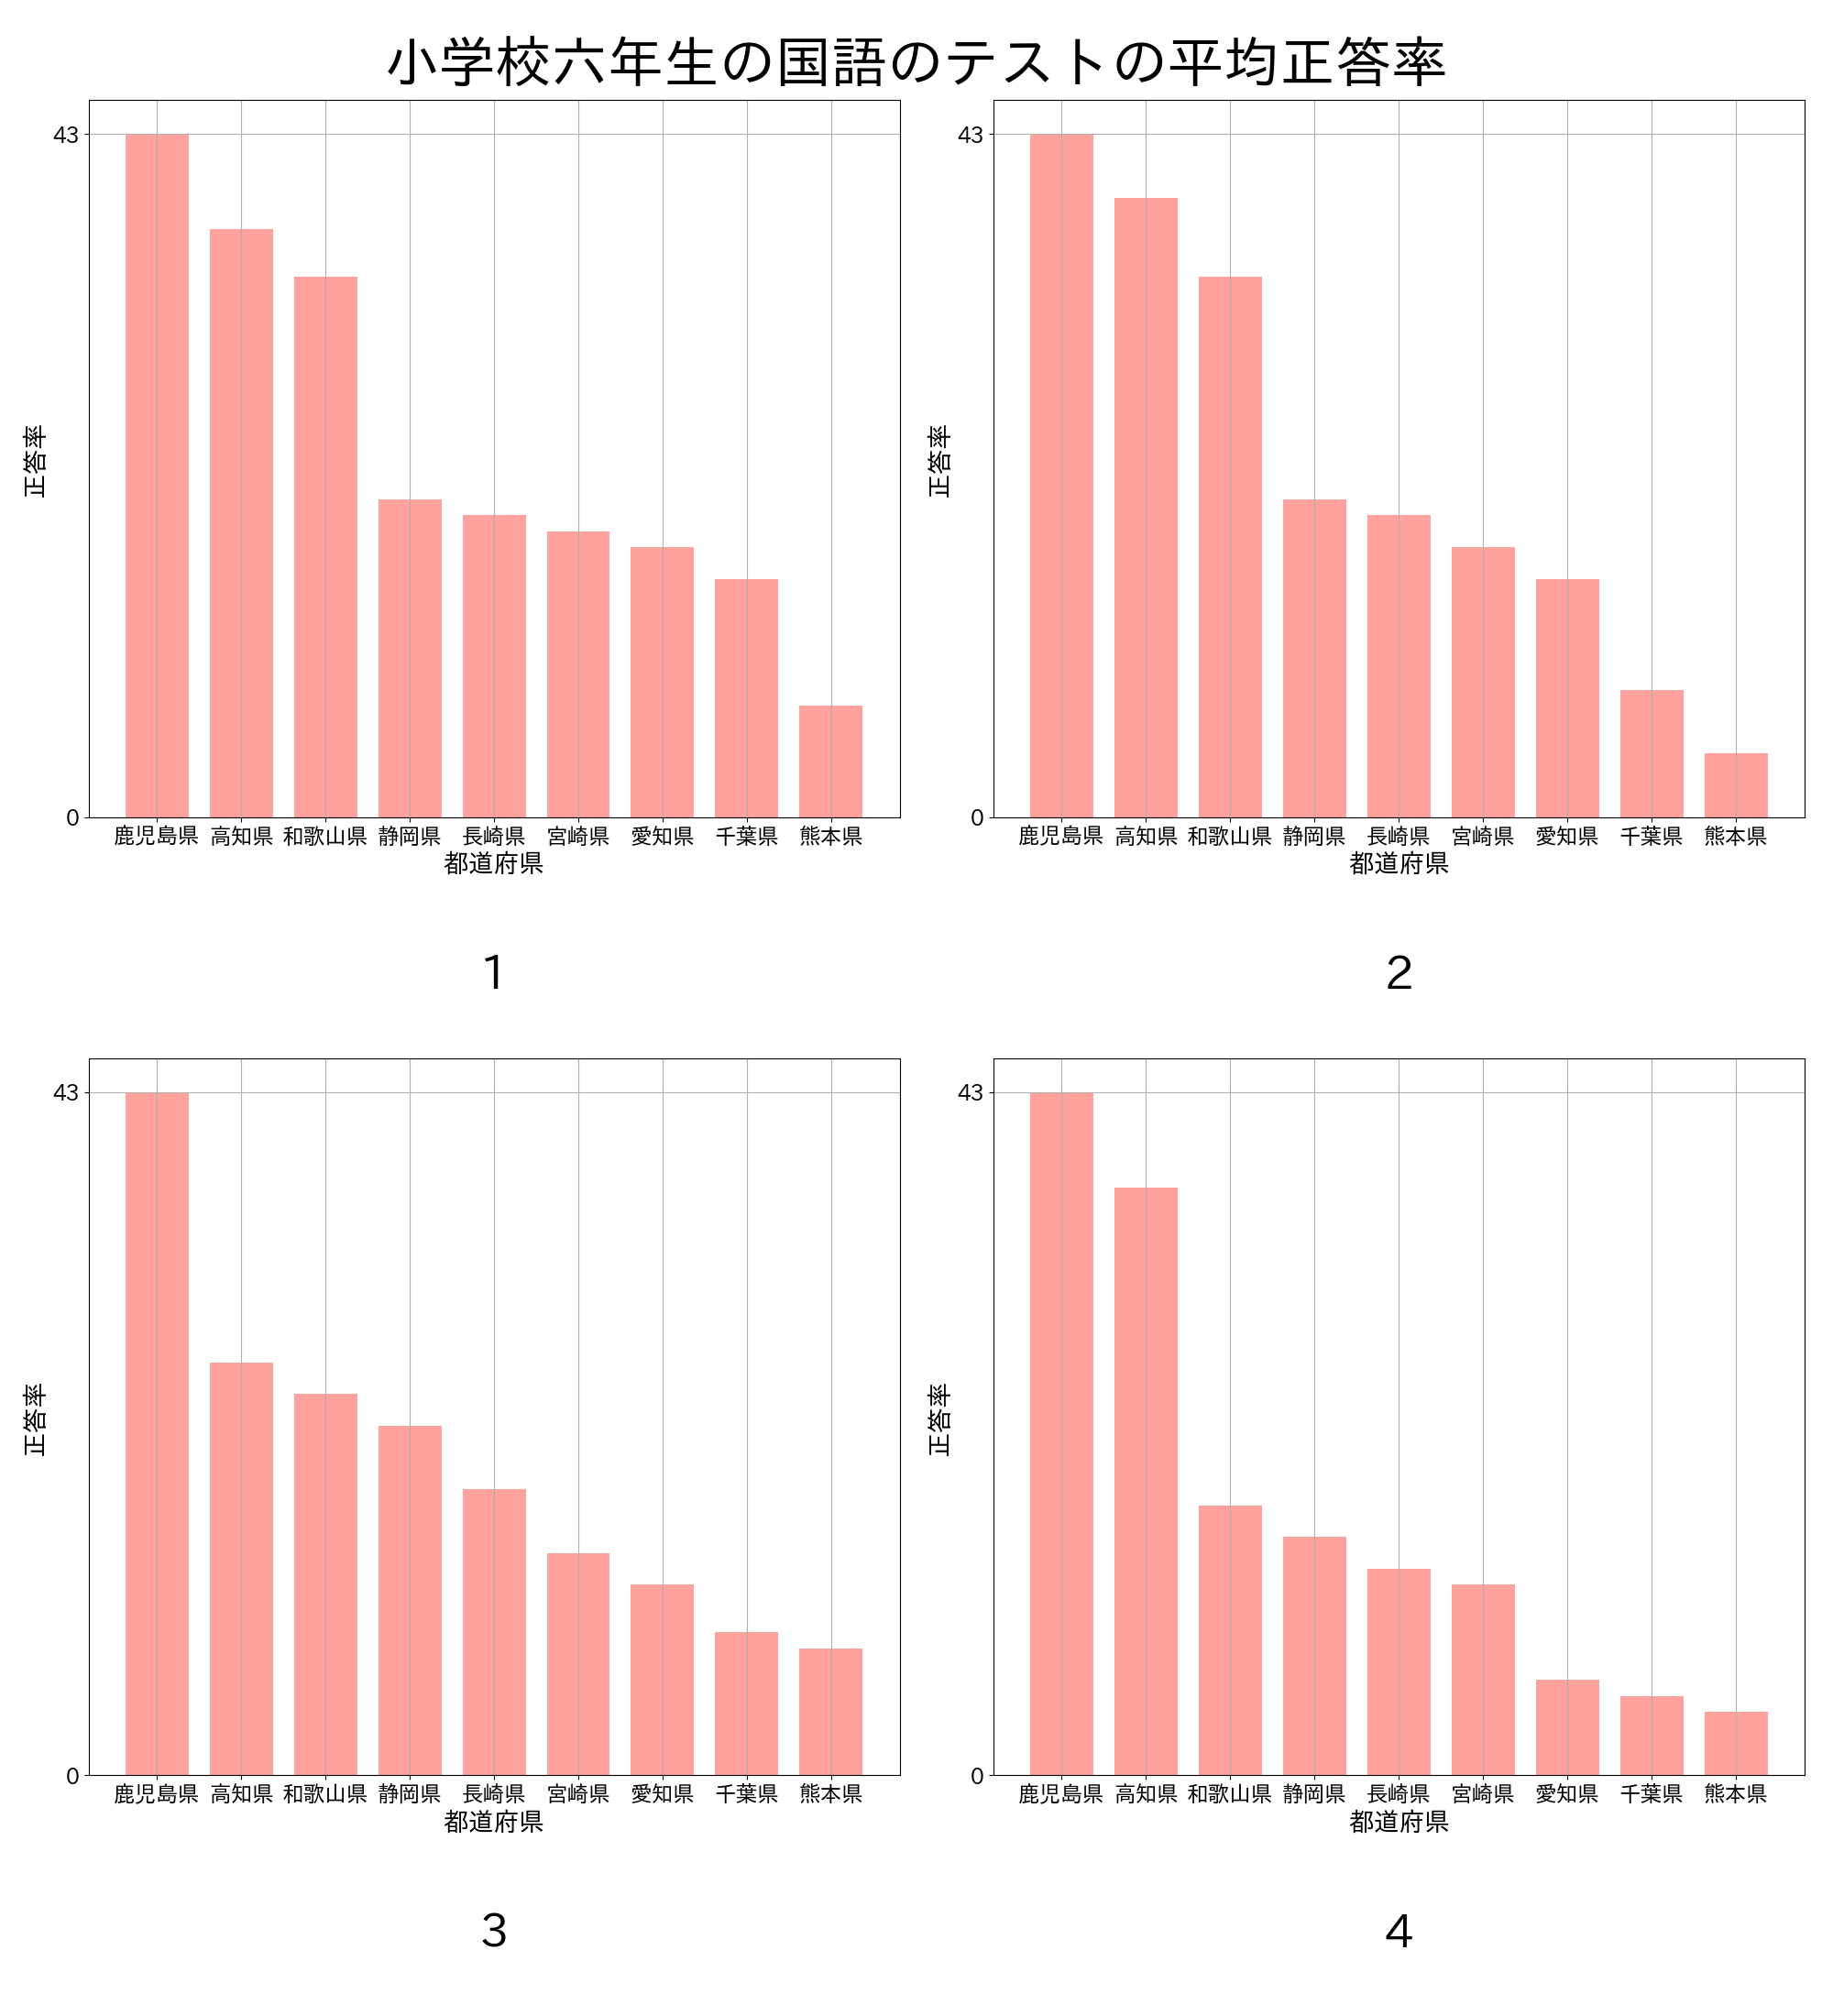 小学校六年生の国語のテストの平均正答率
43
0
正答率
鹿児島県 高知県 和歌山県 静岡県 長崎県 宮崎県 愛知県 千葉県 熊本県
都道府県
1
43
0
正答率
鹿児島県 高知県 和歌山県 静岡県 長崎県 宮崎県 愛知県 千葉県 熊本県
都道府県
2
43
0
正答率
鹿児島県 高知県 和歌山県 静岡県 長崎県 宮崎県 愛知県 千葉県 熊本県
都道府県
3
43
0
正答率
鹿児島県 高知県 和歌山県 静岡県 長崎県 宮崎県 愛知県 千葉県 熊本県
都道府県
4